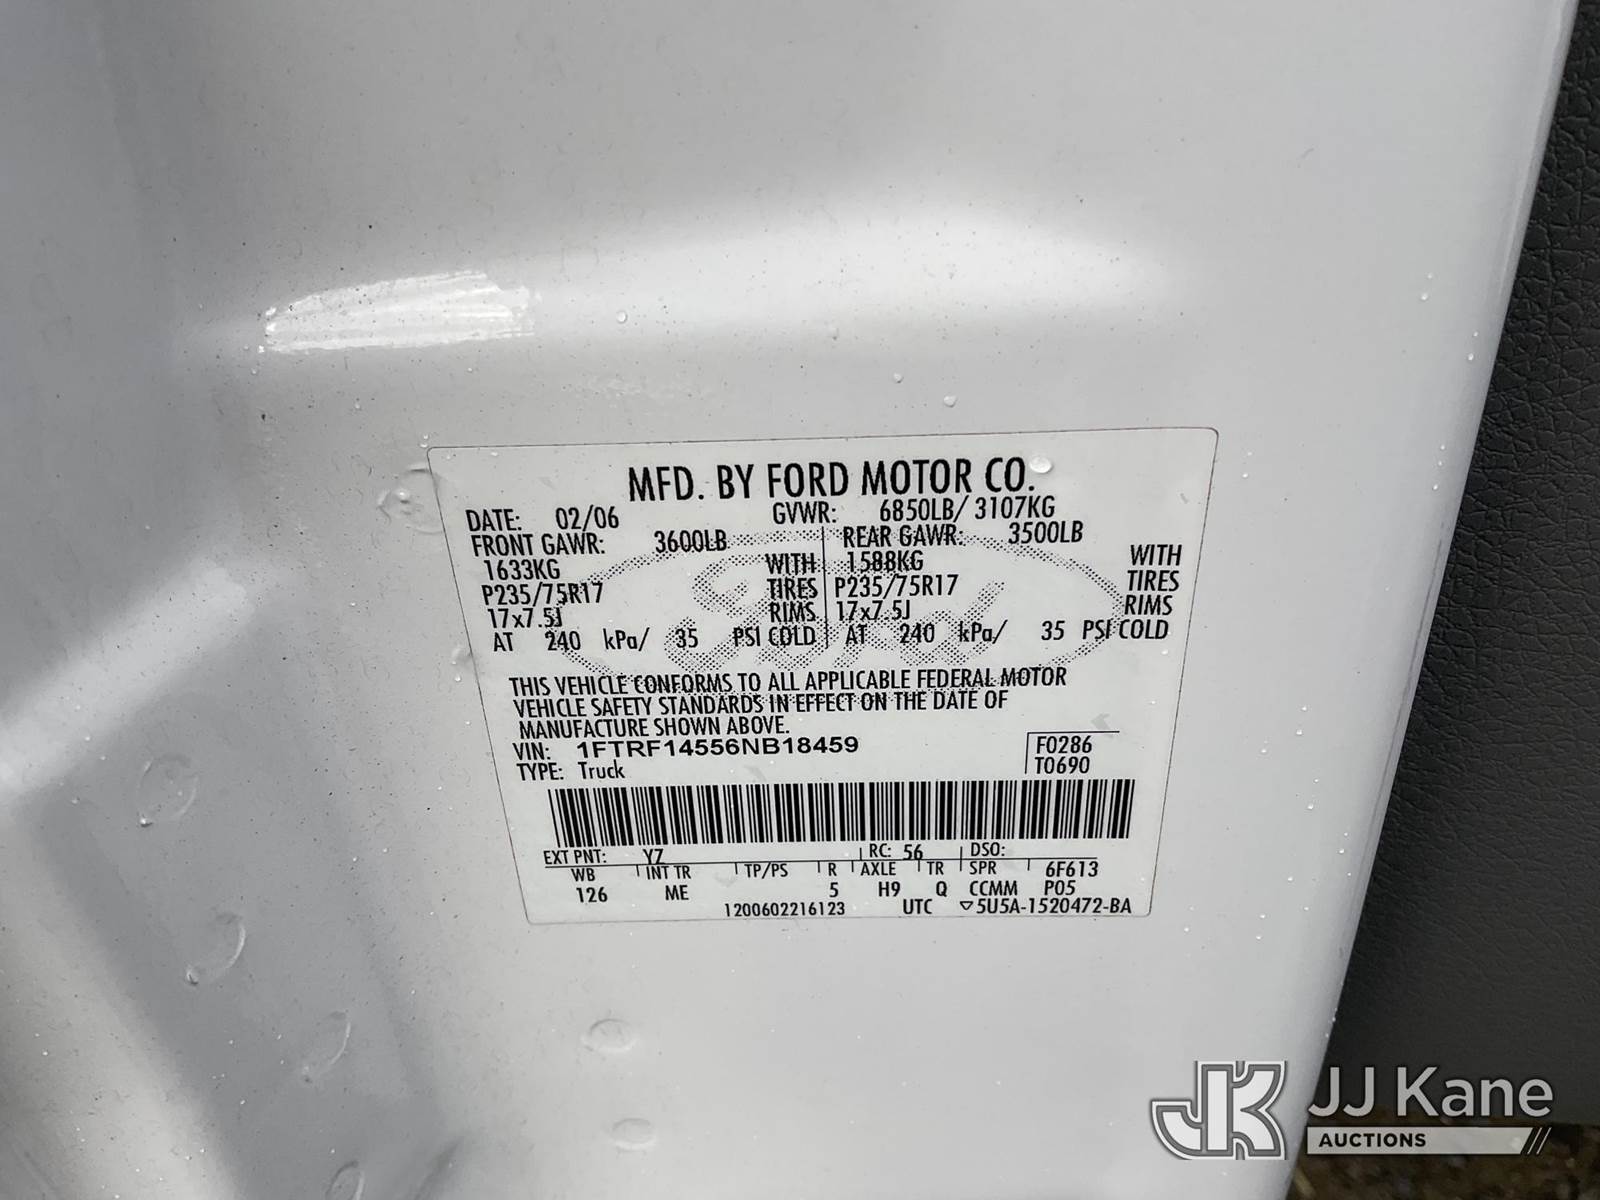 MFD. BY FORD MOTOR CO.
DATE: 02/06 GVWR: 6850LB/ 3107KG
FRONT GAWR: 3600LB REAR GAWR: 3500LB
1633KG WITH 1588KG WITH
P235/75R17 TIRES P235/75R17 TIRES
17x7.5J RIMS 17x7.5J RIMS
AT 240 kPa/ 35 PSI COLD AT 240 kPa/ 35 PSI COLD
Ford
THIS VEHICLE CONFORMS TO ALL APPLICABLE FEDERAL MOTOR
VEHICLE SAFETY STANDARDS IN EFFECT ON THE DATE OF
MANUFACTURE SHOWN ABOVE.
VIN: 1FTRF14556NB18459 F0286
TYPE: Truck T0690
EXT PNT: YZ RC: 56 DSO:
WB INT TR TP/PS R AXLE TR SPR 6F613
126 ME 5 H9 Q CCMM P05
1200602216123 UTC ▽5U5A-1520472-BA
JK JJ Kane
AUCTIONS